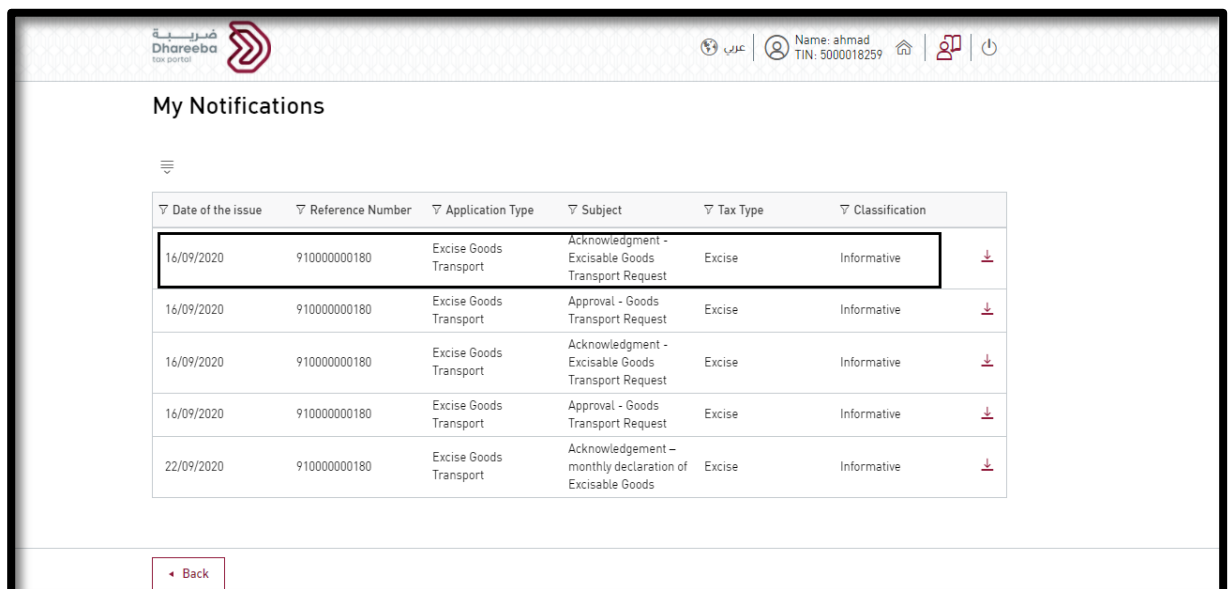 ضريبة
Dhareeba
tax portal
عربي
Name: ahmad
TIN: 5000018259
My Notifications
Date of the issue Reference Number Application Type Subject Tax Type Classification
16/09/2020 910000000180 Excise Goods Transport Acknowledgment - Excisable Goods Transport Request Excise Informative
16/09/2020 910000000180 Excise Goods Transport Approval - Goods Transport Request Excise Informative
16/09/2020 910000000180 Excise Goods Transport Acknowledgment - Excisable Goods Transport Request Excise Informative
16/09/2020 910000000180 Excise Goods Transport Approval - Goods Transport Request Excise Informative
22/09/2020 910000000180 Excise Goods Transport Acknowledgement – monthly declaration of Excisable Goods Excise Informative
Back